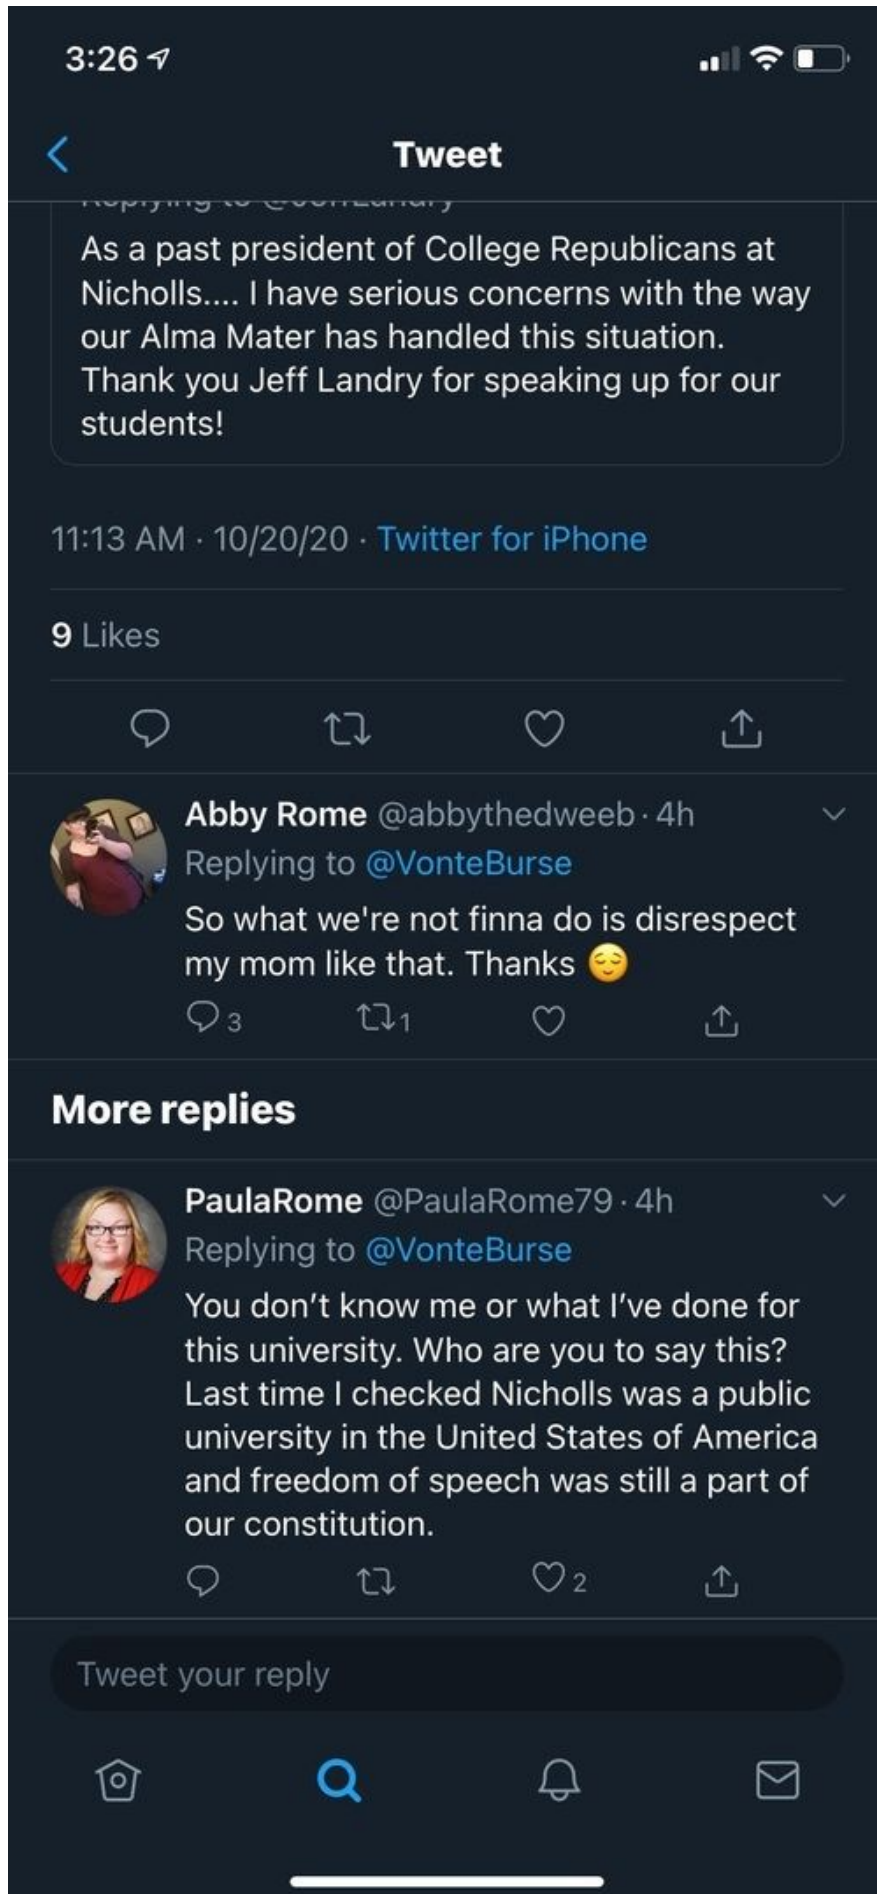 3:26
Tweet
Replying to @JeffLandry
As a past president of College Republicans at
Nicholls.... I have serious concerns with the way
our Alma Mater has handled this situation.
Thank you Jeff Landry for speaking up for our
students!
11:13 AM · 10/20/20 · Twitter for iPhone
9 Likes
Abby Rome @abbythedweeb · 4h
Replying to @VonteBurse
So what we're not finna do is disrespect
my mom like that. Thanks 😌
3 1
More replies
PaulaRome @PaulaRome79 · 4h
Replying to @VonteBurse
You don’t know me or what I’ve done for
this university. Who are you to say this?
Last time I checked Nicholls was a public
university in the United States of America
and freedom of speech was still a part of
our constitution.
2
Tweet your reply